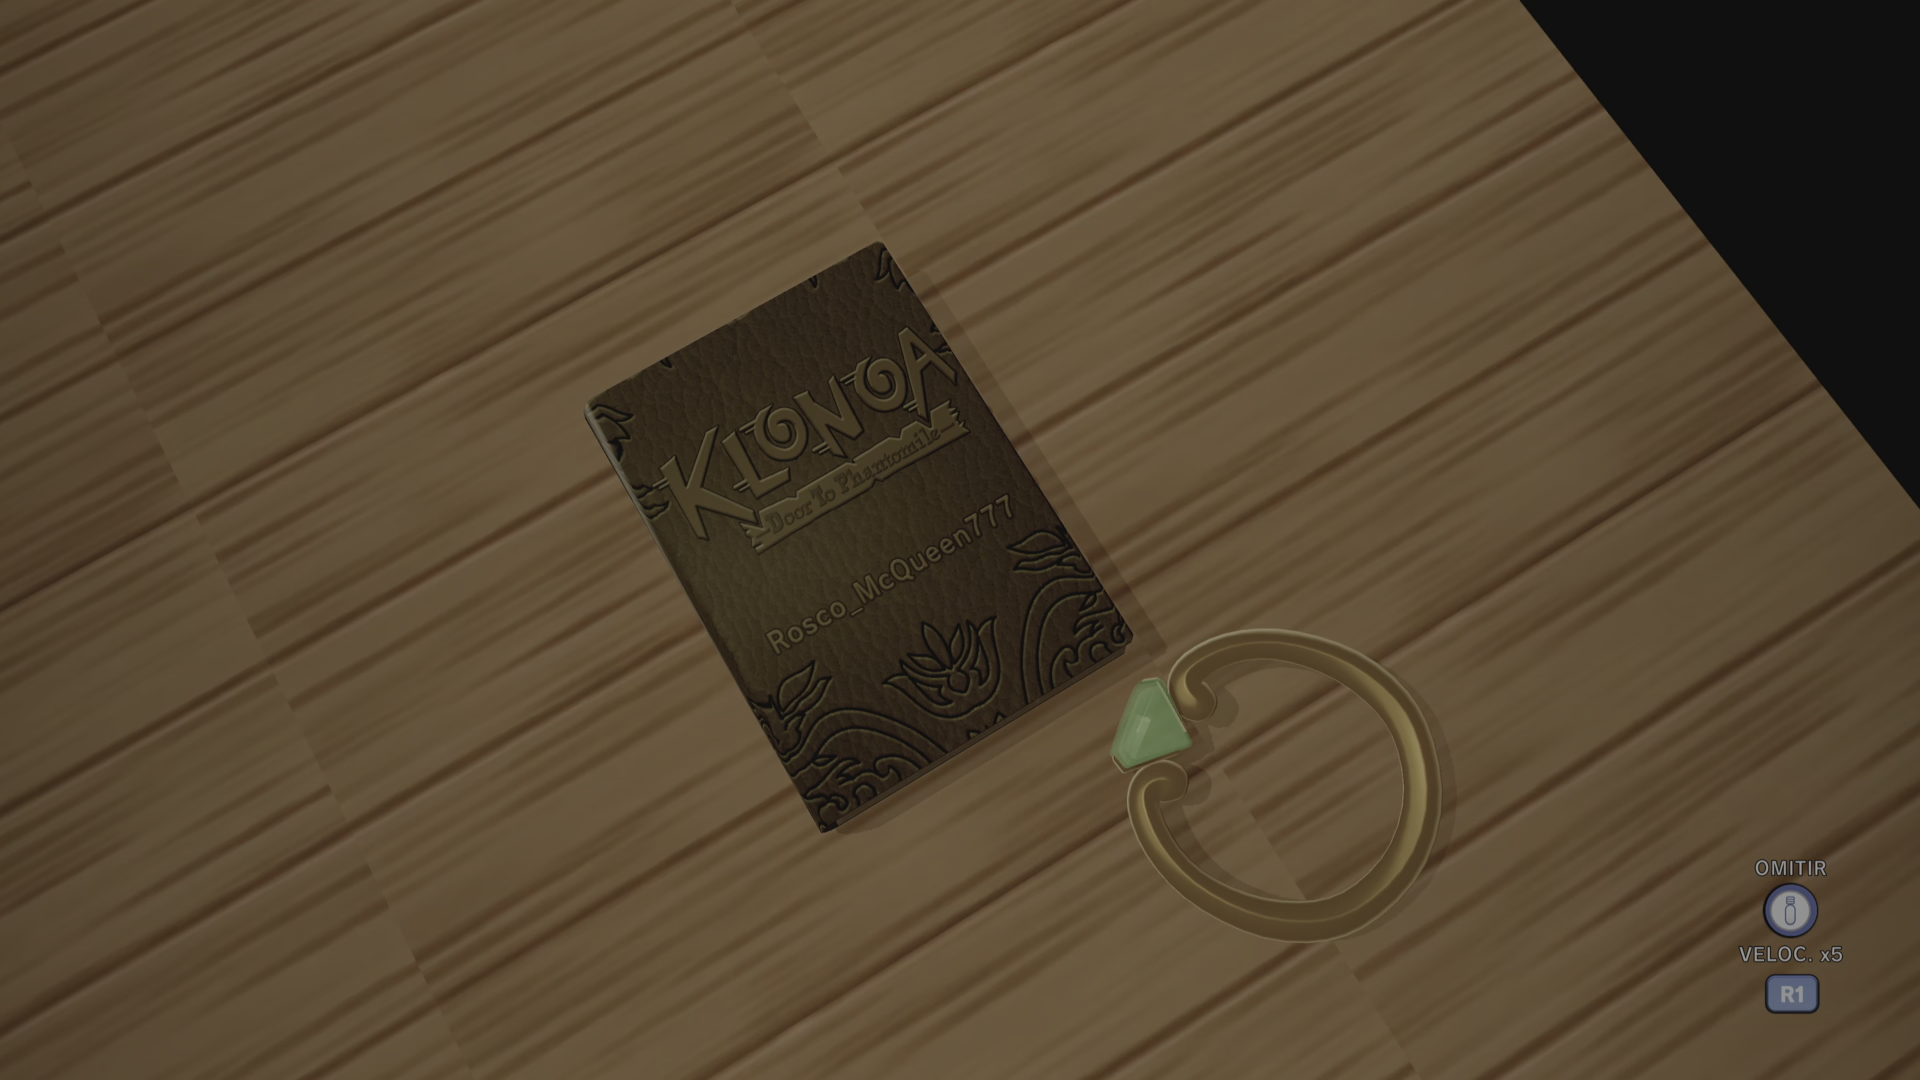 KLONOA
Door To Phantomile
Rosco_McQueen777
OMITIR
VELOC. x5
R1